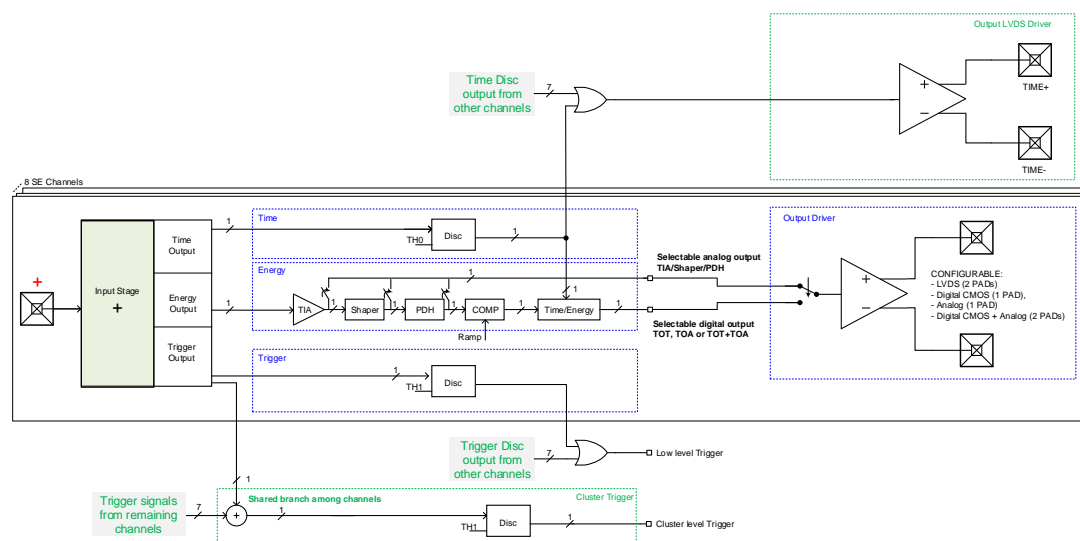 Output LVDS Driver
TIME+
TIME-
Time Disc
output from
other channels
7
8 SE Channels
+
Input Stage
+
Time
Output
Energy
Output
Trigger
Output
1
Time
TH0
Disc
1
Energy
1
TIA
1
Shaper
1
PDH
1
COMP
Ramp
1
Time/Energy
1
1
1
Selectable analog output
TIA/Shaper/PDH
Selectable digital output
TOT, TOA or TOT+TOA
Output Driver
+
−
CONFIGURABLE:
- LVDS (2 PADs)
- Digital CMOS (1 PAD),
- Analog (1 PAD)
- Digital CMOS + Analog (2 PADs)
+
−
Trigger
1
TH1
Disc
Trigger Disc
output from
other channels
7
Low level Trigger
1
Trigger signals
from remaining
channels
7
+
Shared branch among channels
Cluster Trigger
1
TH1
Disc
1
Cluster level Trigger